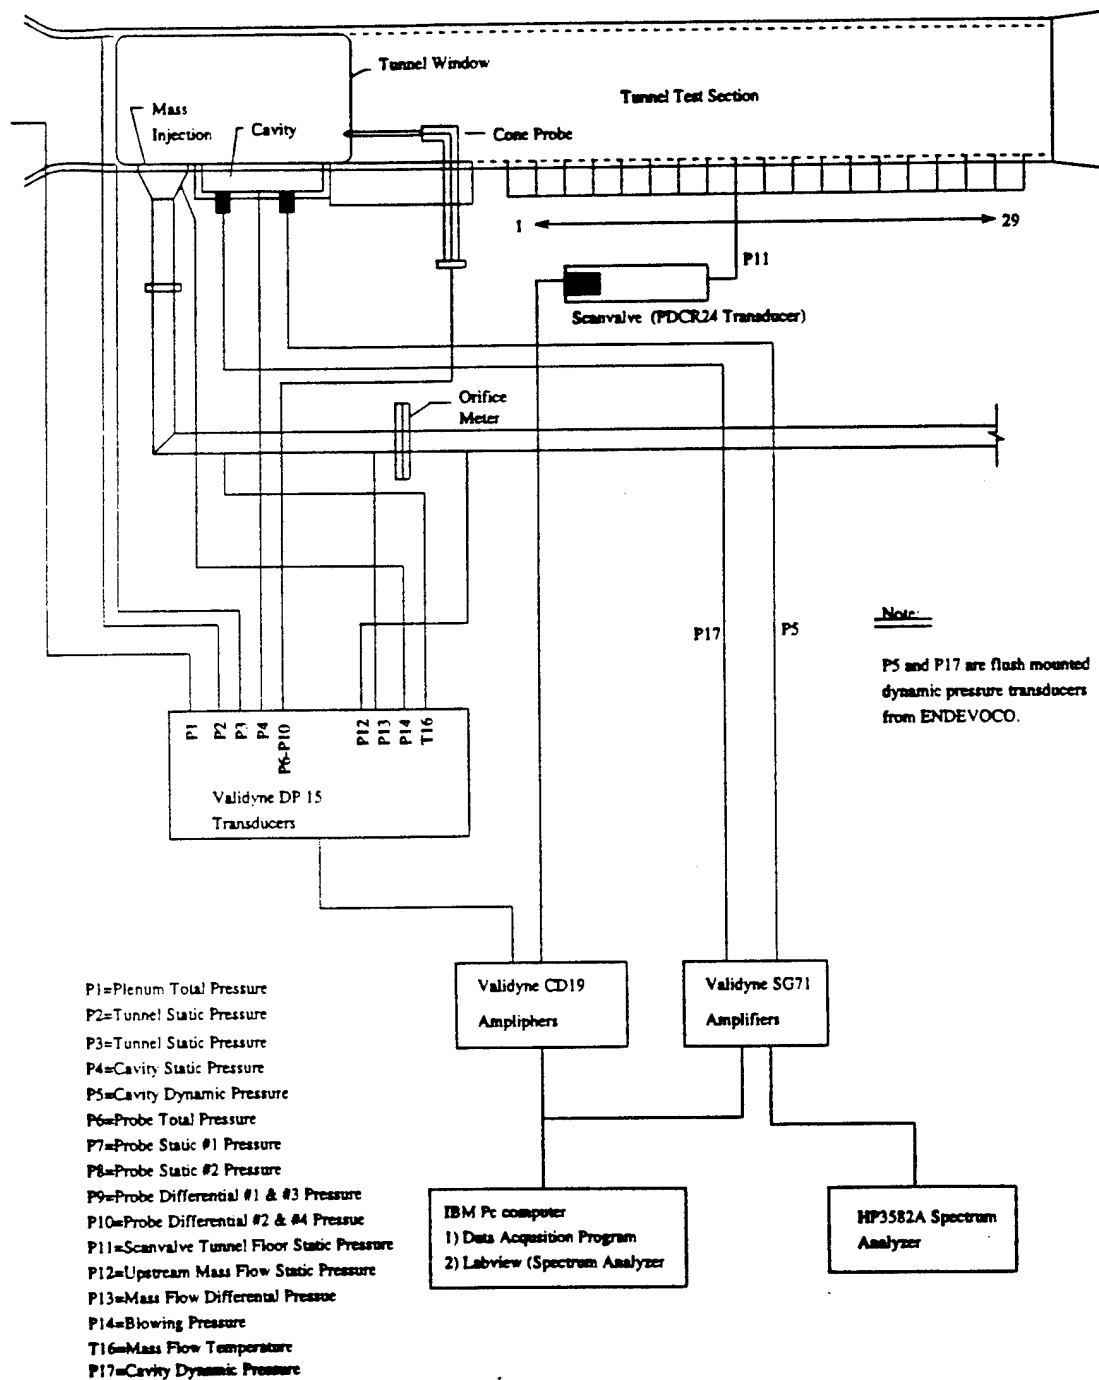 Tunnel Window
Tunnel Test Section
Mass
Injection
Cavity
Cone Probe
1
29
P11
Scanvalve (PDCR24 Transducer)
Orifice
Meter
P17
P5
Note:
P5 and P17 are flush mounted
dynamic pressure transducers
from ENDEVOCO.
P1
P2
P3
P4
P6-P10
P12
P13
P14
T16
Validyne DP 15
Transducers
Validyne CD19
Ampliphers
Validyne SG71
Amplifiers
P1=Plenum Total Pressure
P2=Tunnel Static Pressure
P3=Tunnel Static Pressure
P4=Cavity Static Pressure
P5=Cavity Dynamic Pressure
P6=Probe Total Pressure
P7=Probe Static #1 Pressure
P8=Probe Static #2 Pressure
P9=Probe Differential #1 & #3 Pressure
P10=Probe Differential #2 & #4 Pressue
P11=Scanvalve Tunnel Floor Static Pressure
P12=Upstream Mass Flow Static Pressure
P13=Mass Flow Differental Pressue
P14=Blowing Pressure
T16=Mass Flow Temperature
P17=Cavity Dynamic Pressure
IBM Pc computer
1) Data Acqusition Program
2) Labview (Spectrum Analyzer
HP3582A Spectrum
Analyzer